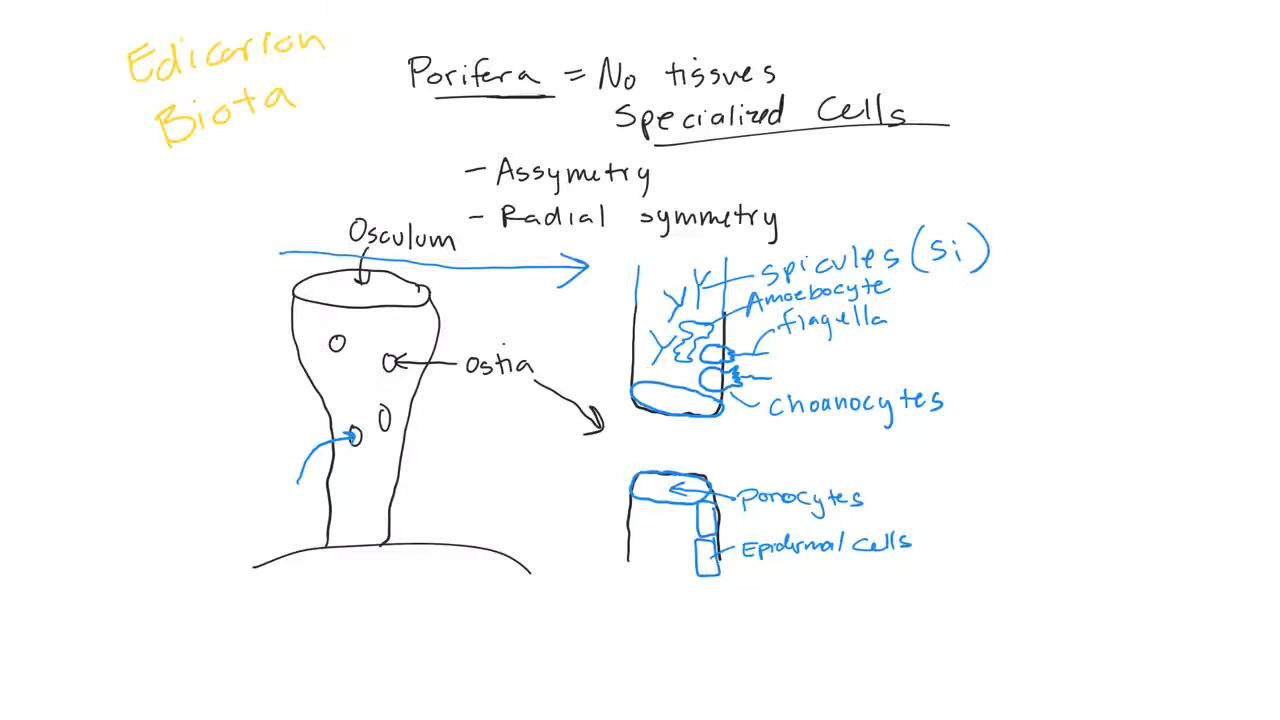 Edicarion
Biota
Porifera = No tissues
Specialized Cells
- Assymetry
- Radial symmetry
Osculum
Spicules (Si)
Amoebocyte
flagella
Ostia
Choanocytes
Porocytes
Epidermal Cells